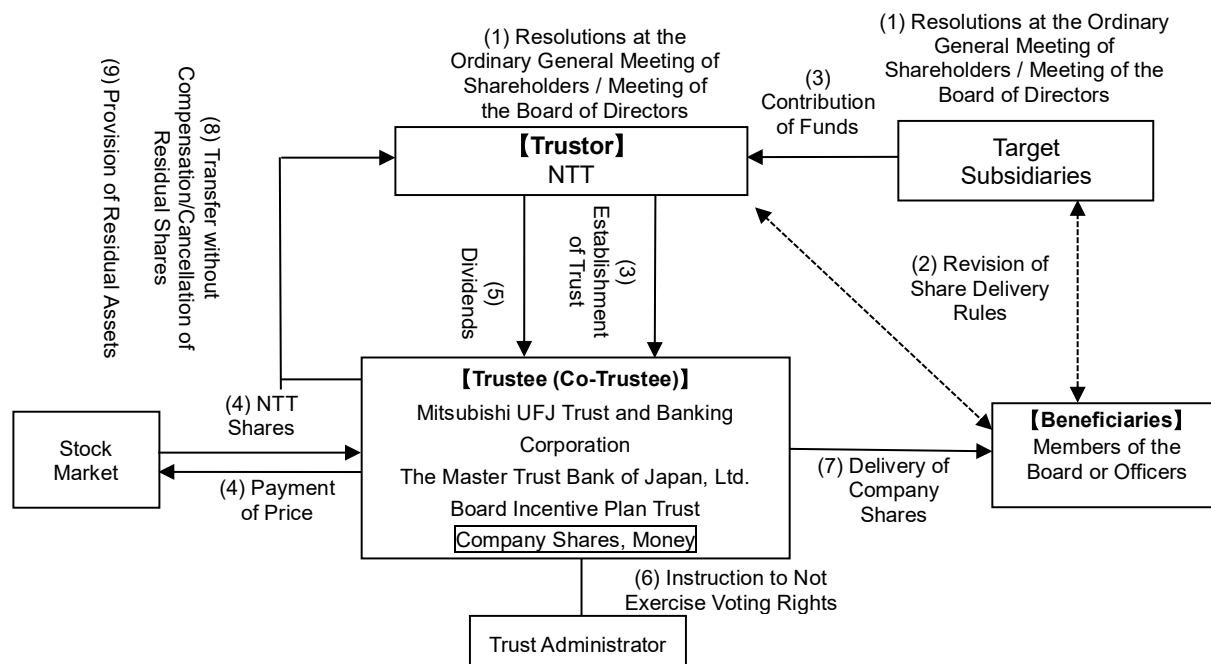 (1) Resolutions at the
Ordinary General Meeting of
Shareholders / Meeting of
the Board of Directors
(1) Resolutions at the Ordinary
General Meeting of
Shareholders / Meeting of the
Board of Directors
(3)
Contribution
of Funds
【Trustor】
NTT
Target
Subsidiaries
(8) Transfer without
Compensation/Cancellation of
Residual Shares
(9) Provision of Residual Assets
(5)
Dividends
(3)
Establishment
of Trust
(2) Revision of
Share Delivery
Rules
(4) NTT
Shares
Stock
Market
(4) Payment
of Price
【Trustee (Co-Trustee)】
Mitsubishi UFJ Trust and Banking
Corporation
The Master Trust Bank of Japan, Ltd.
Board Incentive Plan Trust
Company Shares, Money
(7) Delivery of
Company
Shares
【Beneficiaries】
Members of the
Board or Officers
(6) Instruction to Not
Exercise Voting Rights
Trust Administrator